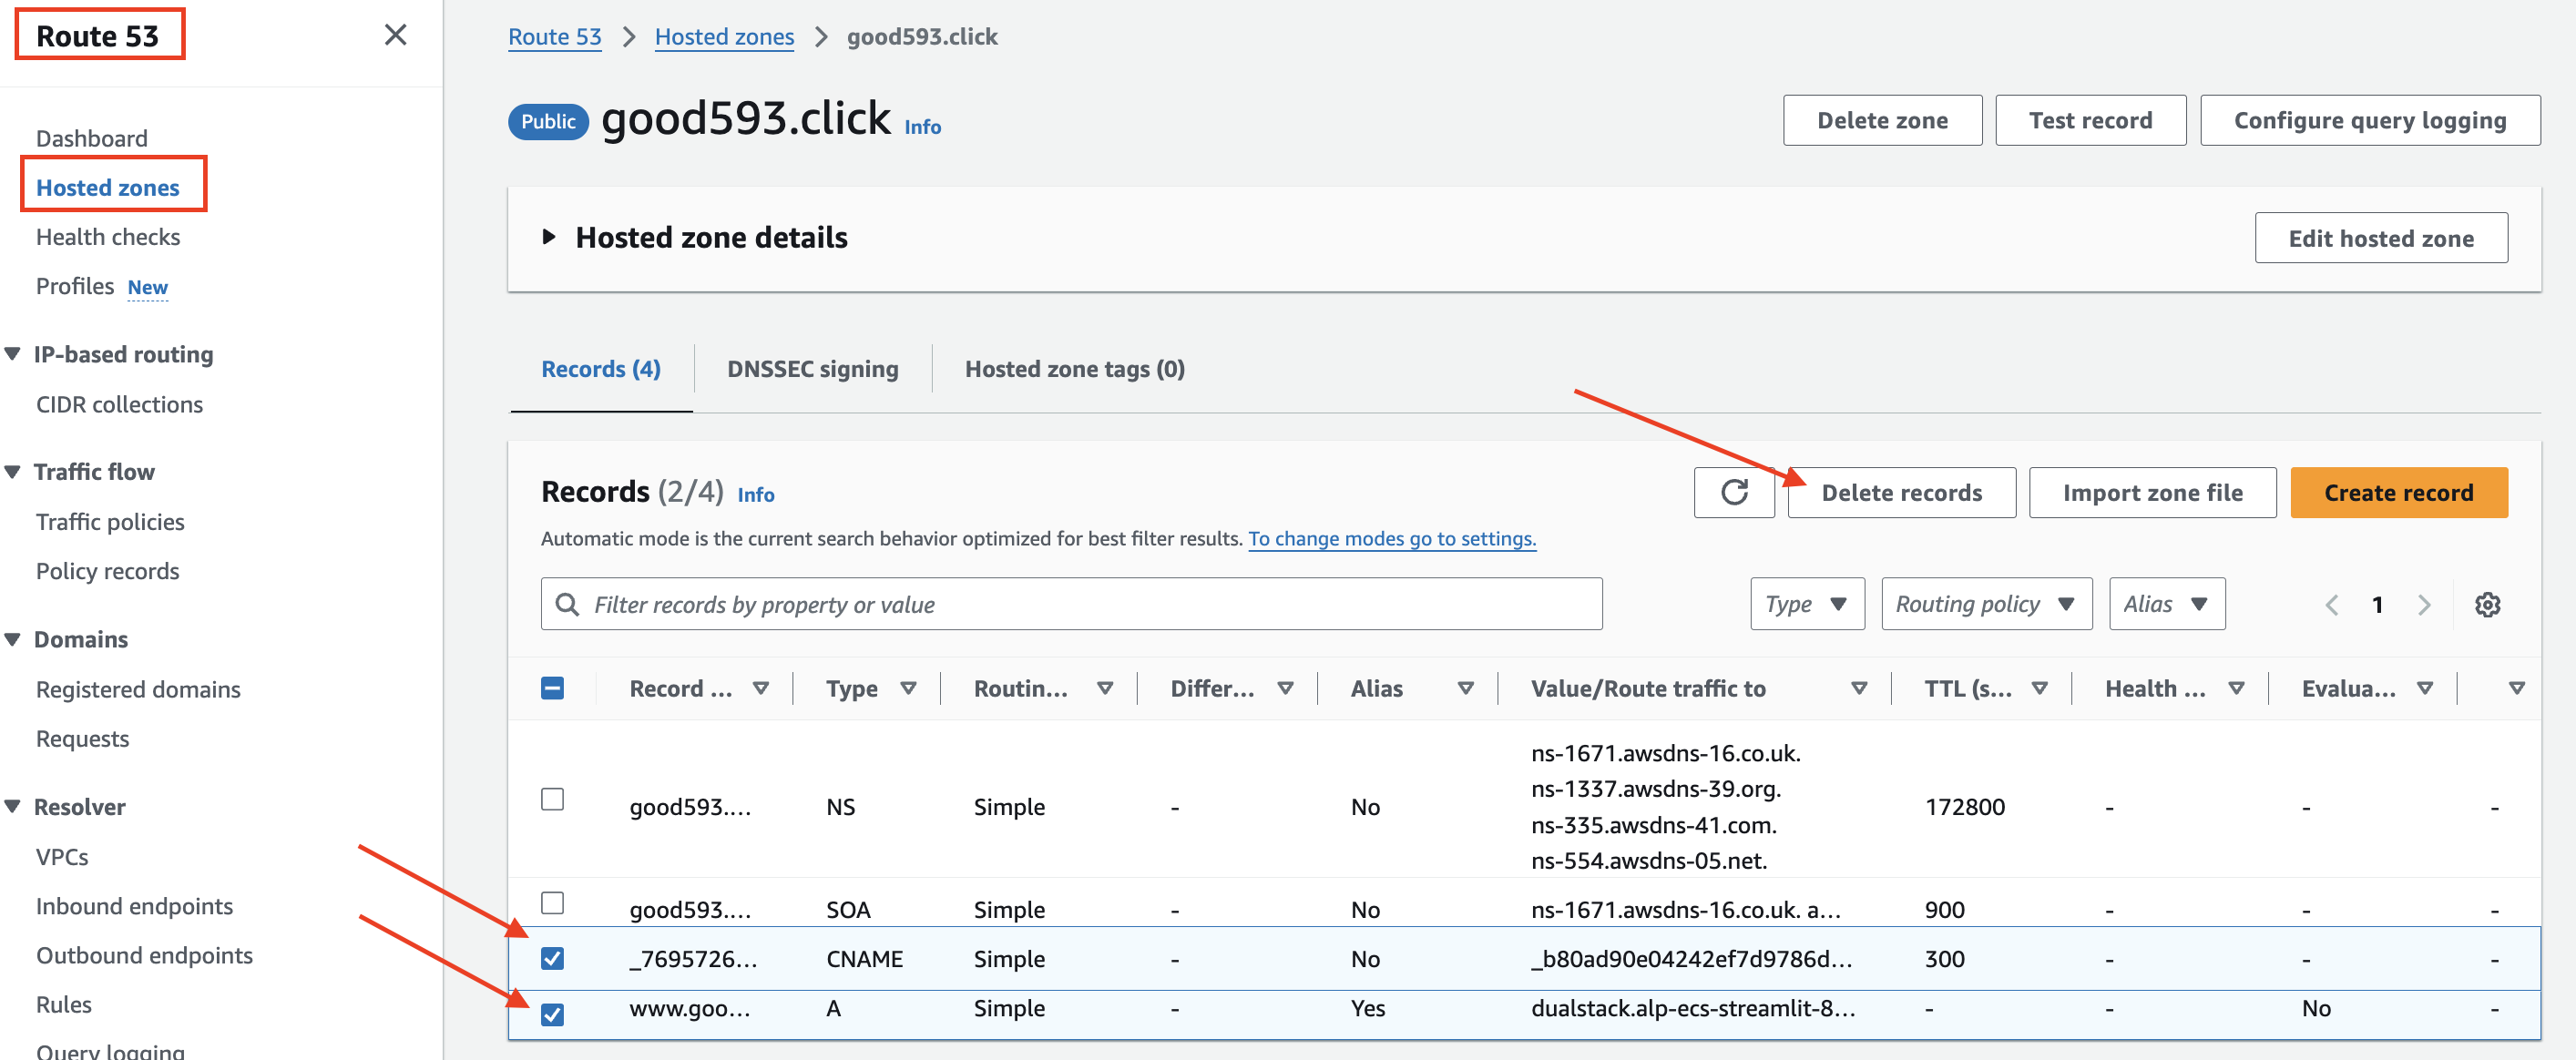 Route 53
Dashboard
Hosted zones
Health checks
Profiles New
IP-based routing
CIDR collections
Traffic flow
Traffic policies
Policy records
Domains
Registered domains
Requests
Resolver
VPCs
Inbound endpoints
Outbound endpoints
Rules
Query logging
Route 53 > Hosted zones > good593.click
Public good593.click Info
Delete zone Test record Configure query logging
Hosted zone details
Edit hosted zone
Records (4) DNSSEC signing Hosted zone tags (0)
Records (2/4) Info
Delete records Import zone file Create record
Automatic mode is the current search behavior optimized for best filter results. To change modes go to settings.
Filter records by property or value
Type Routing policy Alias 1
Record ... Type Routin... Differ... Alias Value/Route traffic to TTL (s... Health ... Evalua...
good593.... NS Simple - No ns-1671.awsdns-16.co.uk.
ns-1337.awsdns-39.org.
ns-335.awsdns-41.com.
ns-554.awsdns-05.net. 172800 - - -
good593.... SOA Simple - No ns-1671.awsdns-16.co.uk. a... 900 - - -
_7695726... CNAME Simple - No _b80ad90e04242ef7d9786d... 300 - - -
www.goo... A Simple - Yes dualstack.alp-ecs-streamlit-8... - - No -